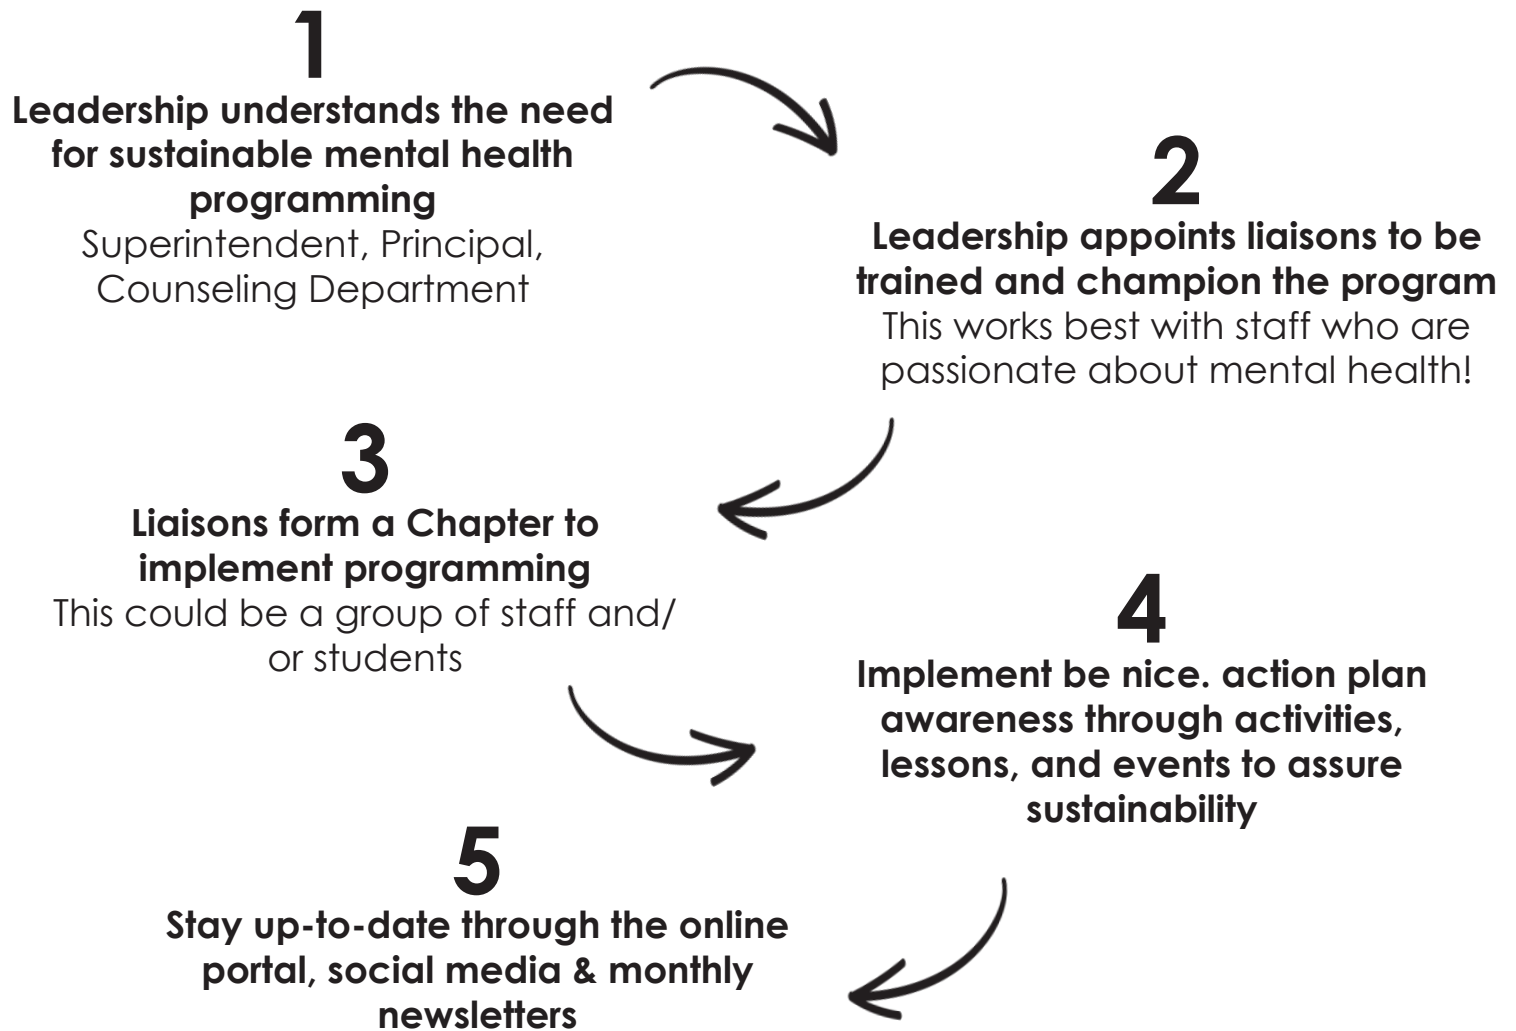 1
Leadership understands the need
for sustainable mental health
programming
Superintendent, Principal,
Counseling Department
2
Leadership appoints liaisons to be
trained and champion the program
This works best with staff who are
passionate about mental health!
3
Liaisons form a Chapter to
implement programming
This could be a group of staff and/
or students
4
Implement be nice. action plan
awareness through activities,
lessons, and events to assure
sustainability
5
Stay up-to-date through the online
portal, social media & monthly
newsletters